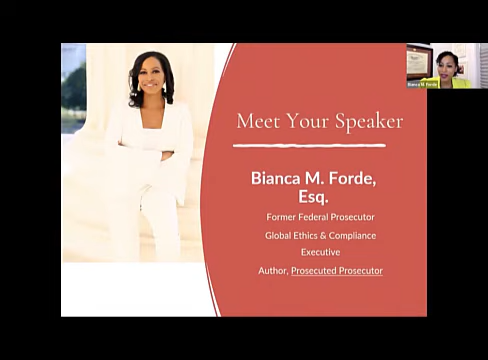 Meet Your Speaker
Bianca M. Forde,
Esq.
Former Federal Prosecutor
Global Ethics & Compliance
Executive
Author, Prosecuted Prosecutor
Bianca M. Forde